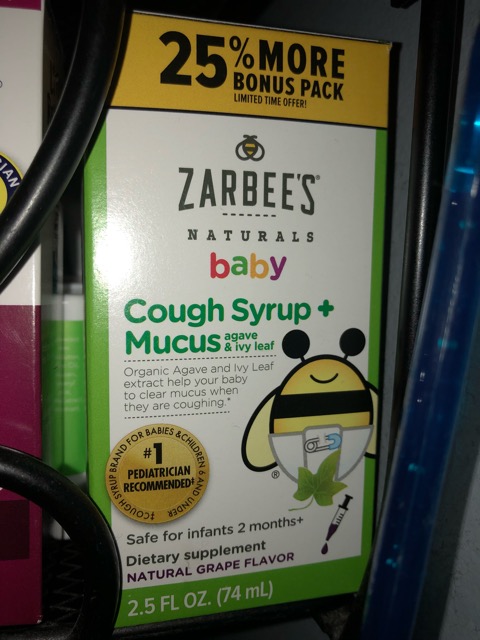 25% MORE
BONUS PACK
LIMITED TIME OFFER!
ZARBEE'S®
NATURALS
baby
Cough Syrup +
Mucus agave
& ivy leaf
Organic Agave and Ivy Leaf
extract help your baby
to clear mucus when
they are coughing.*
‡COUGH SYRUP BRAND FOR BABIES & CHILDREN 6 AND UNDER
#1
PEDIATRICIAN
RECOMMENDED‡
®
Safe for infants 2 months+
Dietary supplement
NATURAL GRAPE FLAVOR
2.5 FL OZ. (74 mL)